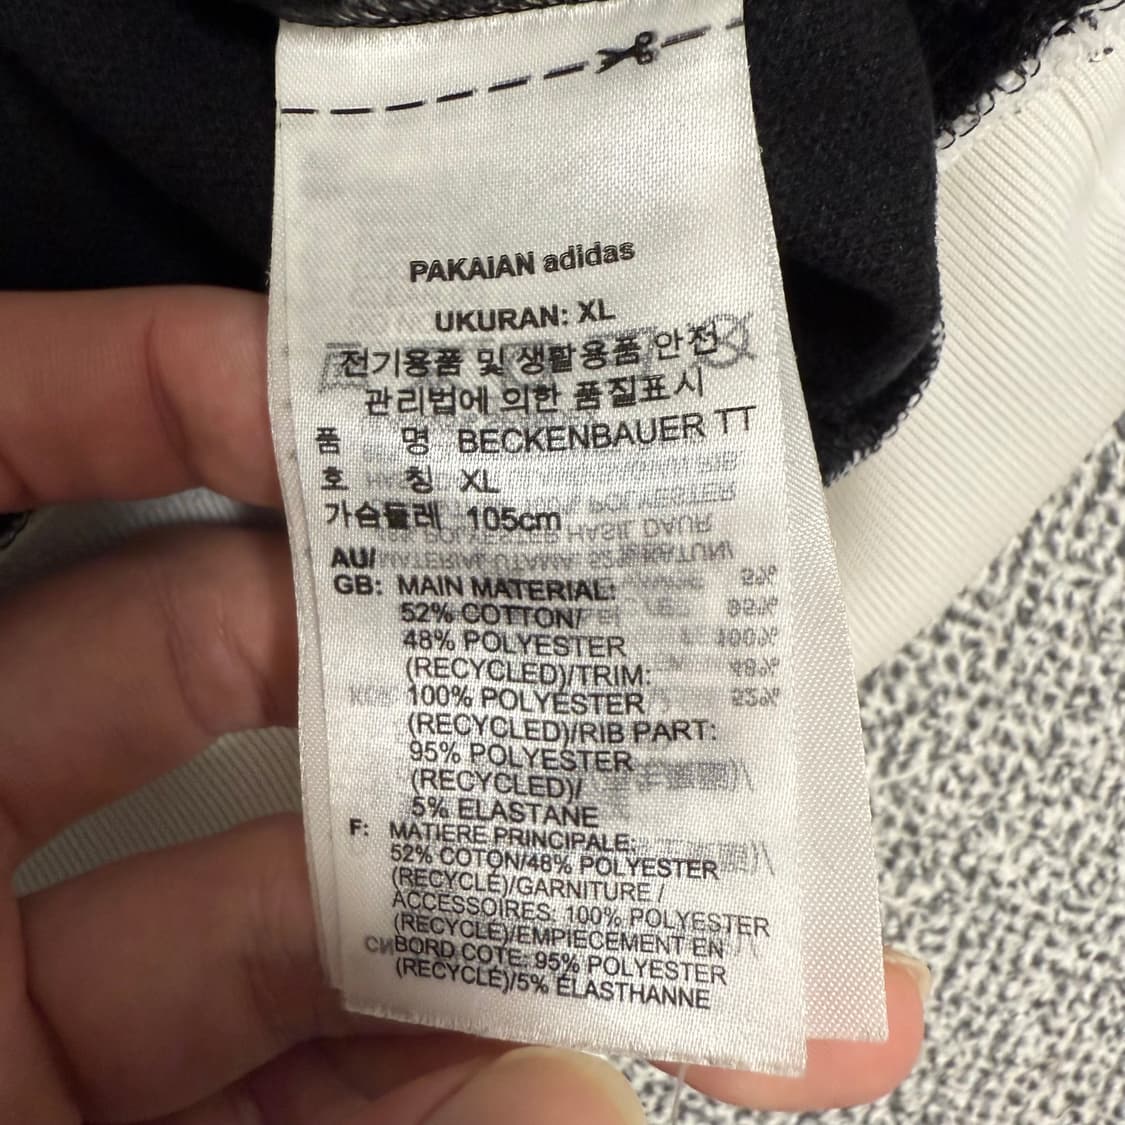 PAKAIAN adidas
UKURAN: XL
전기용품 및 생활용품 안전
관리법에 의한 품질표시
품 명 BECKENBAUER TT
호 칭 XL
가슴둘레 105cm
AU/
GB: MAIN MATERIAL:
52% COTTON/
48% POLYESTER
(RECYCLED)/TRIM:
100% POLYESTER
(RECYCLED)/RIB PART:
95% POLYESTER
(RECYCLED)/
5% ELASTANE
F: MATIERE PRINCIPALE:
52% COTON/48% POLYESTER
(RECYCLÉ)/GARNITURE /
ACCESSOIRES: 100% POLYESTER
(RECYCLÉ)/EMPIECEMENT EN
BORD COTE: 95% POLYESTER
(RECYCLÉ)/5% ÉLASTHANNE